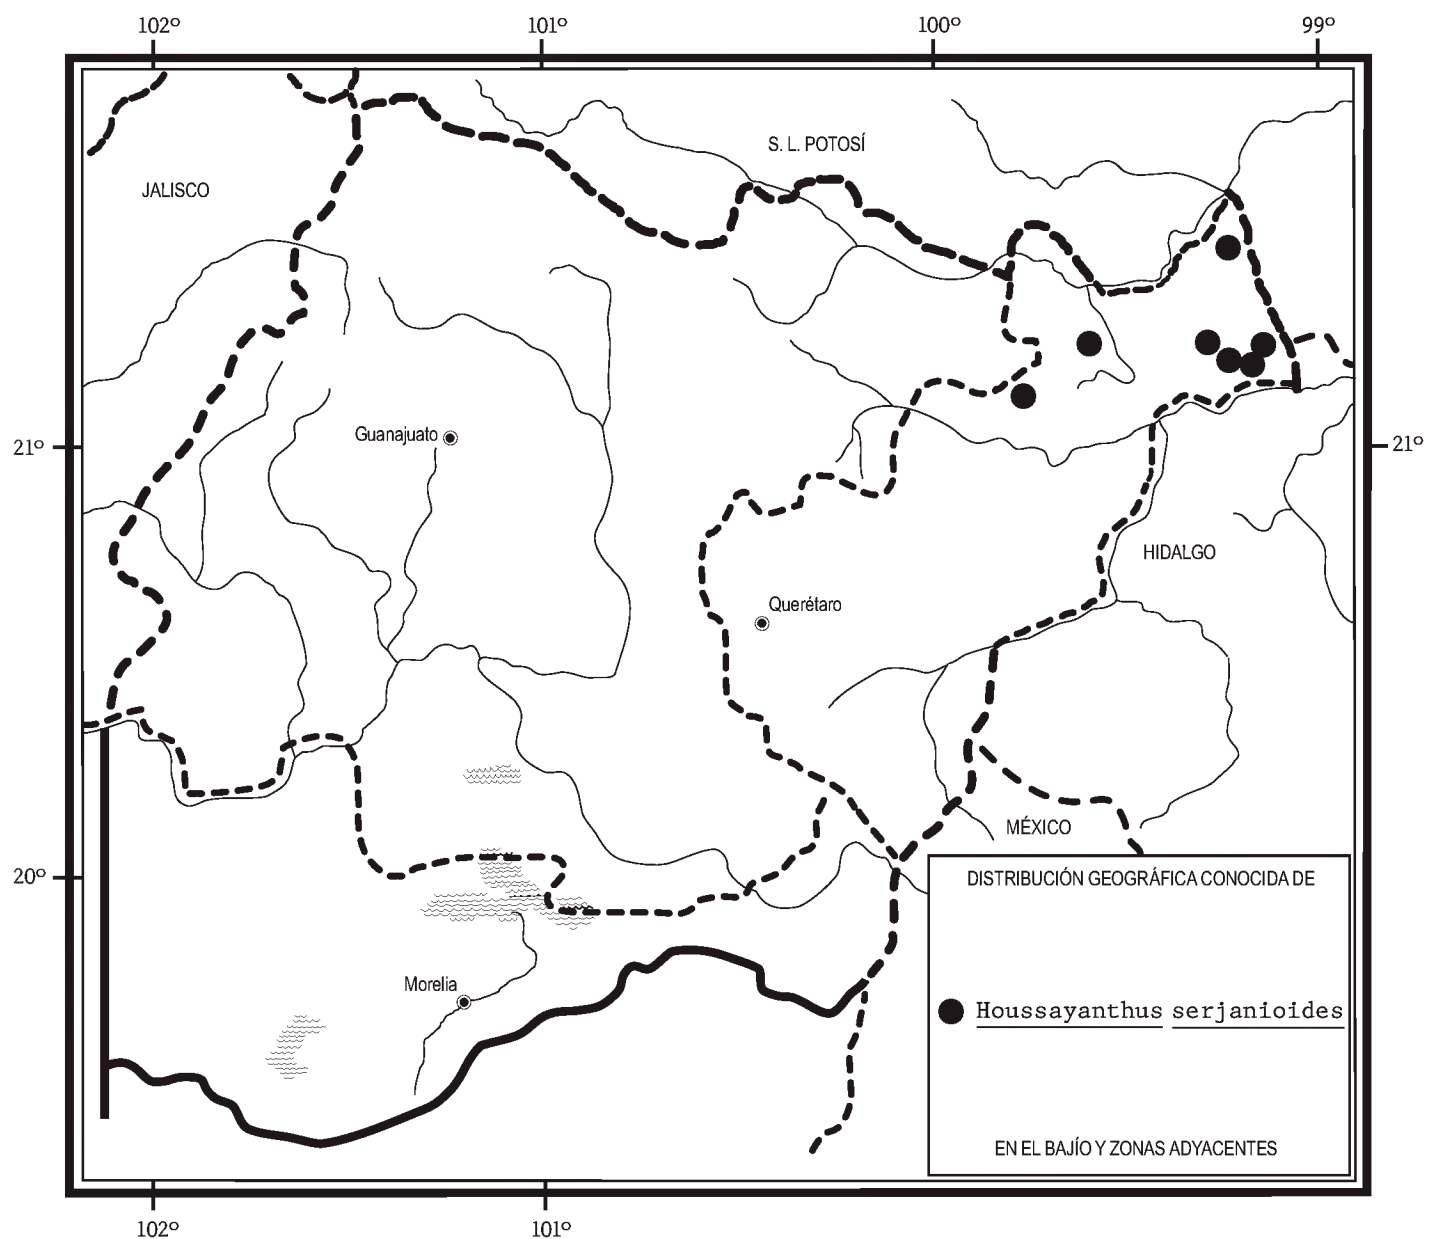 102º 101º 100º 99º
S. L. POTOSÍ
JALISCO
Guanajuato
21º 21º
HIDALGO
Querétaro
MÉXICO
20º
DISTRIBUCIÓN GEOGRÁFICA CONOCIDA DE
Morelia
Houssayanthus serjanioides
EN EL BAJÍO Y ZONAS ADYACENTES
102º 101º